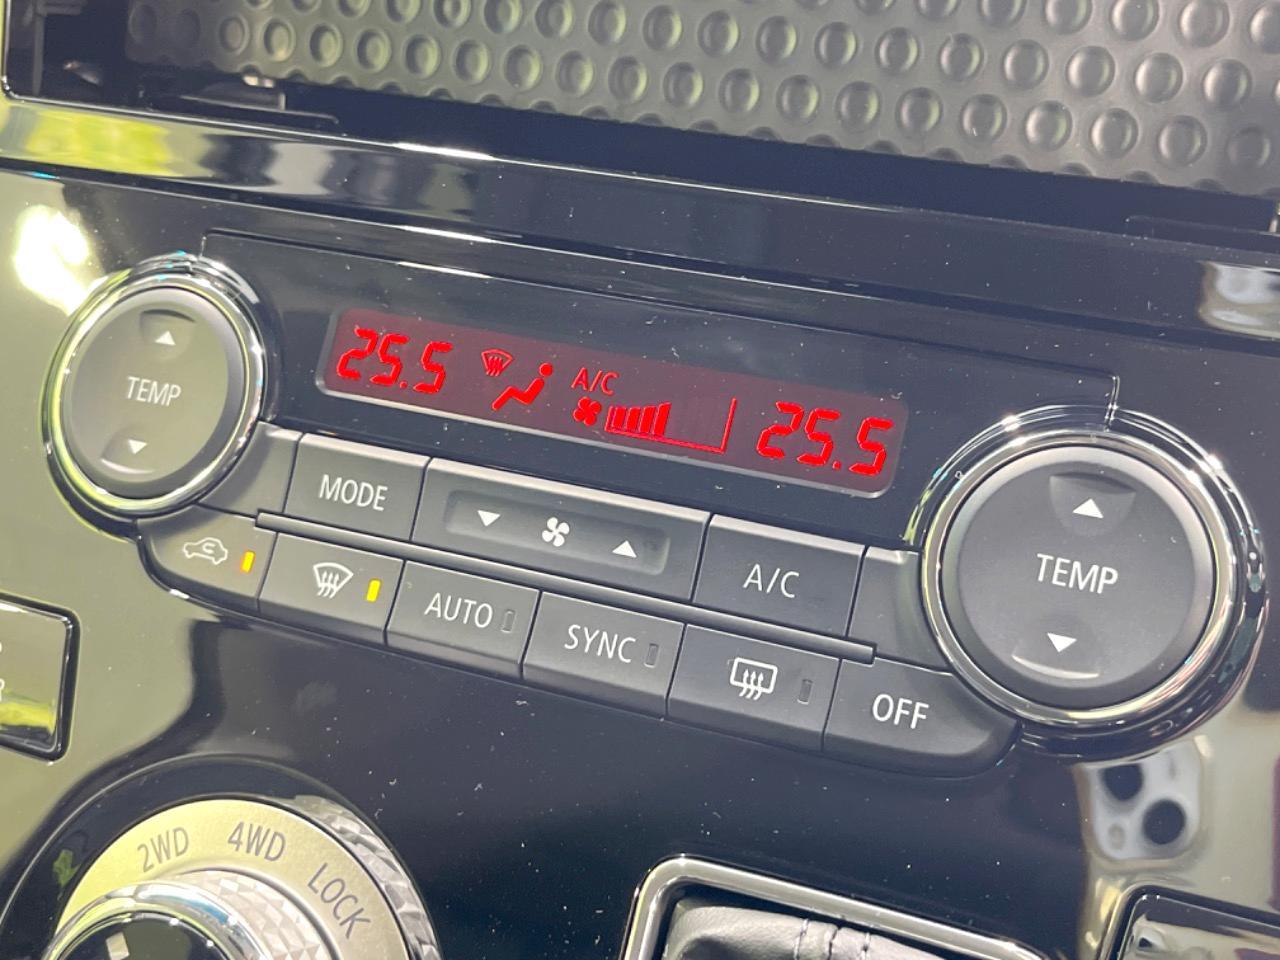 25.5 A/C 25.5
TEMP
MODE
A/C
TEMP
AUTO
SYNC
OFF
2WD 4WD LOCK